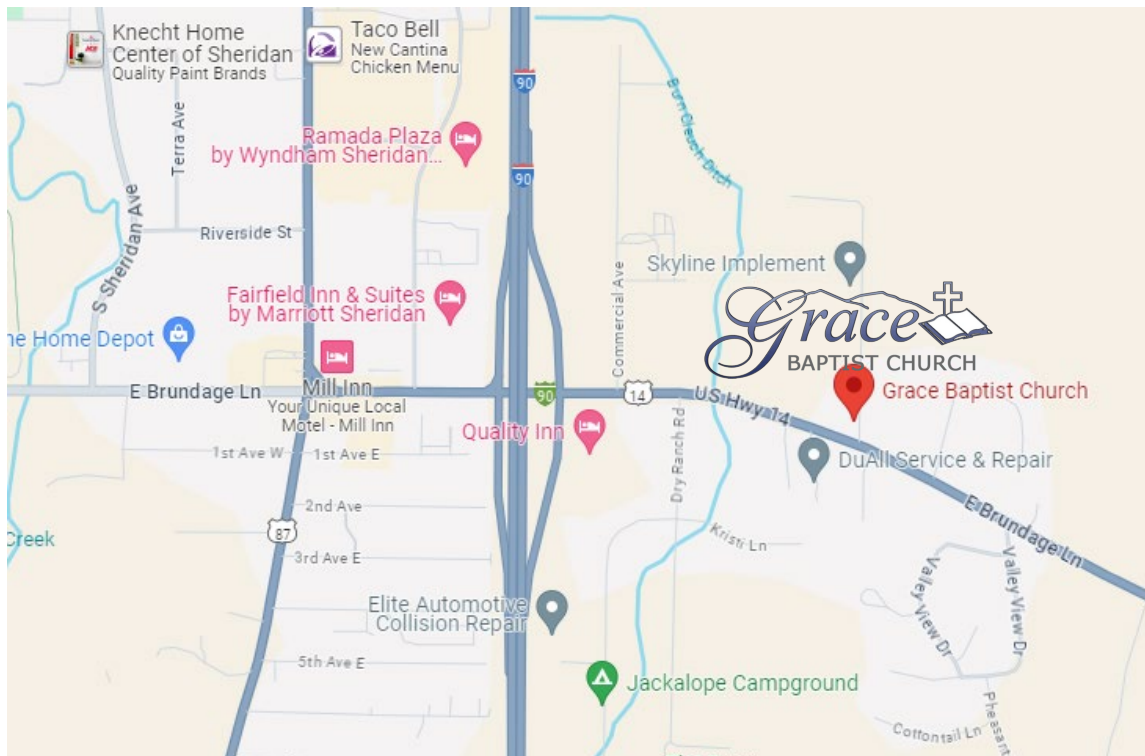 Knecht Home
Center of Sheridan
Quality Paint Brands
Taco Bell
New Cantina
Chicken Menu
90
Terra Ave
Ramada Plaza
by Wyndham Sheridan...
90
Burn Cleuch Ditch
S Sheridan Ave
Riverside St
Skyline Implement
Commercial Ave
Fairfield Inn & Suites
by Marriott Sheridan
Grace
BAPTIST CHURCH
ne Home Depot
E Brundage Ln
Mill Inn
Your Unique Local
Motel - Mill Inn
90
14
US Hwy 14
Grace Baptist Church
Quality Inn
Dry Ranch Rd
DuAll Service & Repair
1st Ave W
1st Ave E
2nd Ave
87
3rd Ave E
Creek
Kristi Ln
E Brundage Ln
Valley View Dr
Valley View Dr
Elite Automotive
Collision Repair
5th Ave E
Jackalope Campground
Pheasant
Cottontail Ln